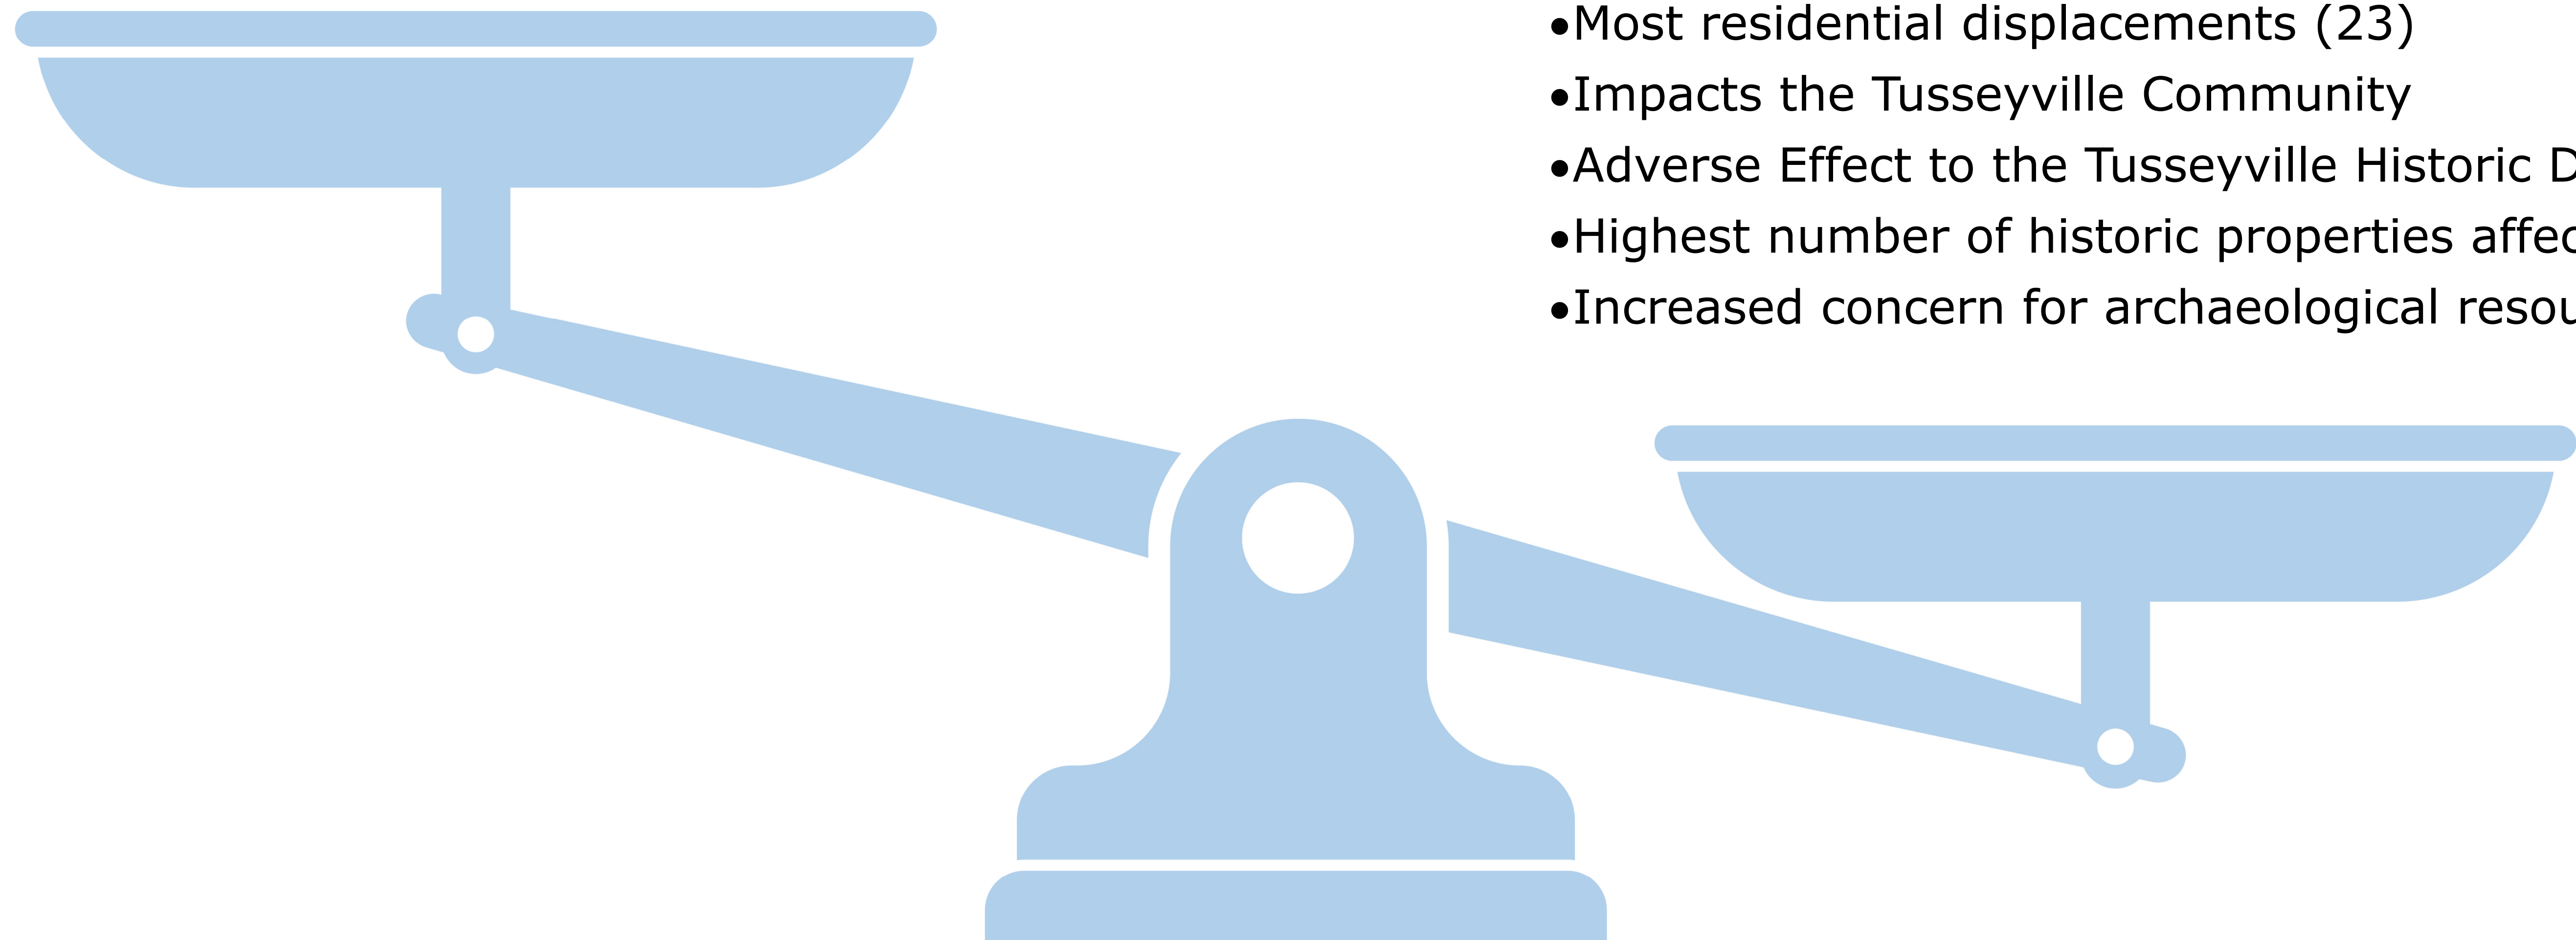 •Most residential displacements (23)
•Impacts the Tusseyville Community
•Adverse Effect to the Tusseyville Historic
•Highest number of historic properties
•Increased concern for archaeological